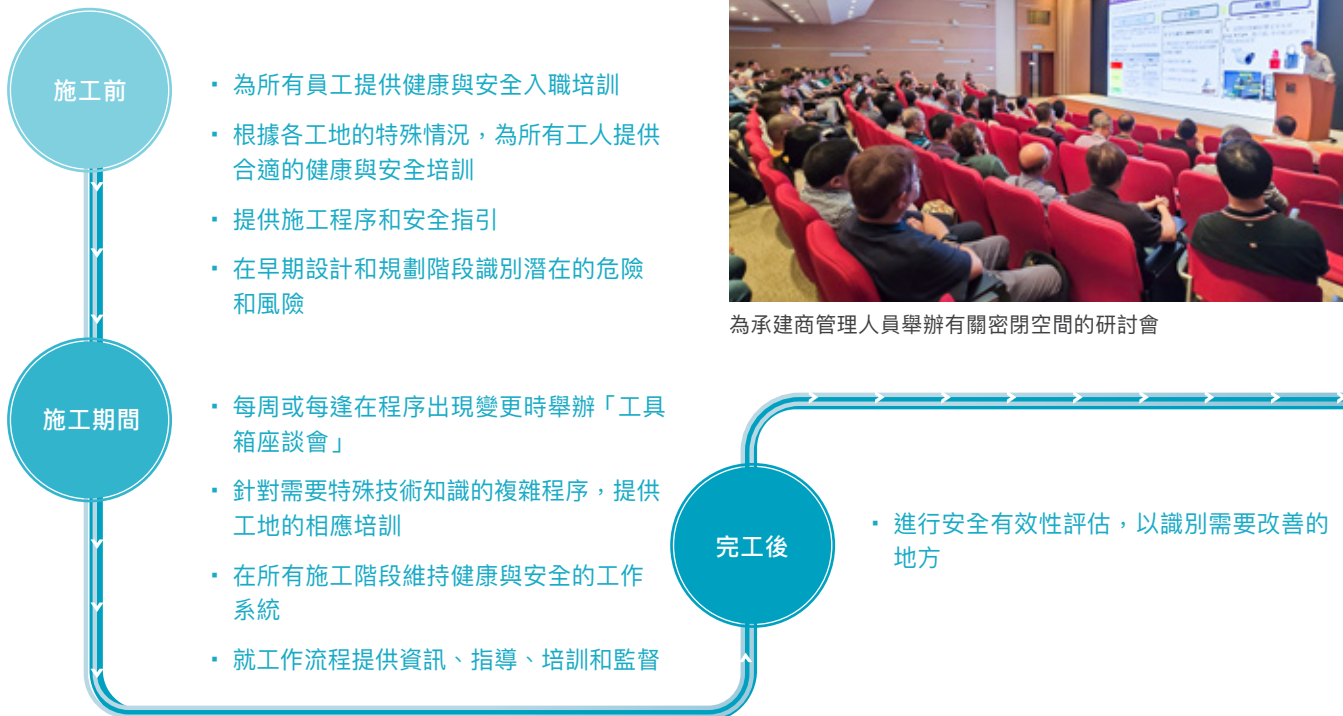 施工前
▪ 為所有員工提供健康與安全入職培訓
▪ 根據各工地的特殊情況，為所有工人提供
合適的健康與安全培訓
▪ 提供施工程序和安全指引
▪ 在早期設計和規劃階段識別潛在的危險
和風險
為承建商管理人員舉辦有關密閉空間的研討會
施工期間
▪ 每周或每逢在程序出現變更時舉辦「工具
箱座談會」
▪ 針對需要特殊技術知識的複雜程序，提供
工地的相應培訓
▪ 在所有施工階段維持健康與安全的工作
系統
▪ 就工作流程提供資訊、指導、培訓和監督
完工後
▪ 進行安全有效性評估，以識別需要改善的
地方